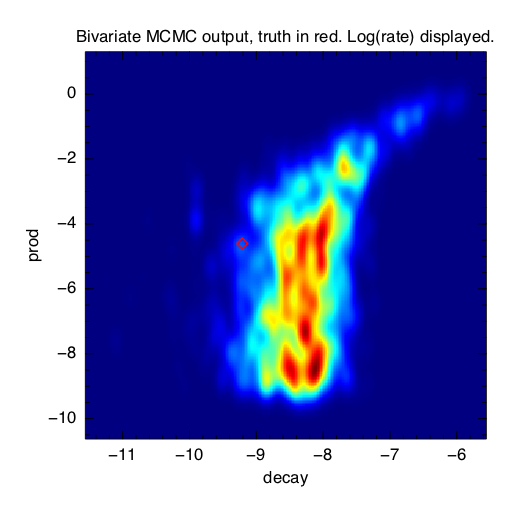 Bivariate MCMC output, truth in red. Log(rate) displayed.
0
−2
−4
−6
−8
−10
prod
−11 −10 −9 −8 −7 −6
decay